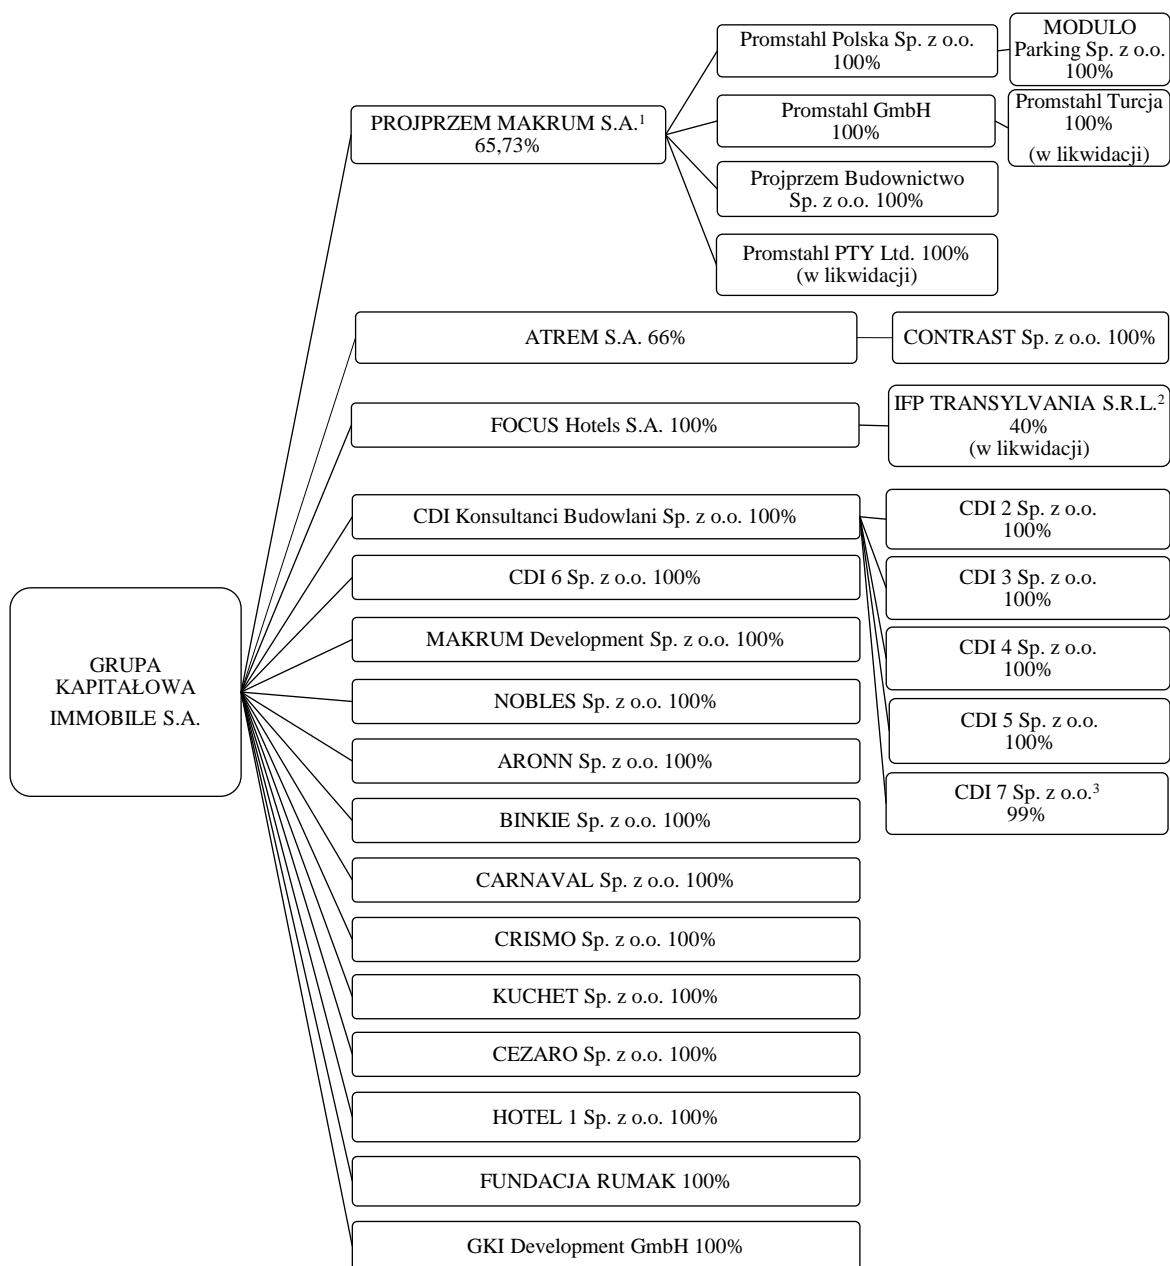 GRUPA
KAPITAŁOWA
IMMOBILE S.A.
PROJPRZEM MAKRUM S.A.¹
65,73%
Promstahl Polska Sp. z o.o.
100%
MODULO
Parking Sp. z o.o.
100%
Promstahl GmbH
100%
Promstahl Turcja
100%
(w likwidacji)
Projprzem Budownictwo
Sp. z o.o. 100%
Promstahl PTY Ltd. 100%
(w likwidacji)
ATREM S.A. 66%
CONTRAST Sp. z o.o. 100%
FOCUS Hotels S.A. 100%
IFP TRANSYLVANIA S.R.L.²
40%
(w likwidacji)
CDI Konsultanci Budowlani Sp. z o.o. 100%
CDI 2 Sp. z o.o.
100%
CDI 3 Sp. z o.o.
100%
CDI 4 Sp. z o.o.
100%
CDI 5 Sp. z o.o.
100%
CDI 7 Sp. z o.o.³
99%
CDI 6 Sp. z o.o. 100%
MAKRUM Development Sp. z o.o. 100%
NOBLES Sp. z o.o. 100%
ARONN Sp. z o.o. 100%
BINKIE Sp. z o.o. 100%
CARNAVAL Sp. z o.o. 100%
CRISMO Sp. z o.o. 100%
KUCHET Sp. z o.o. 100%
CEZARO Sp. z o.o. 100%
HOTEL 1 Sp. z o.o. 100%
FUNDACJA RUMAK 100%
GKI Development GmbH 100%